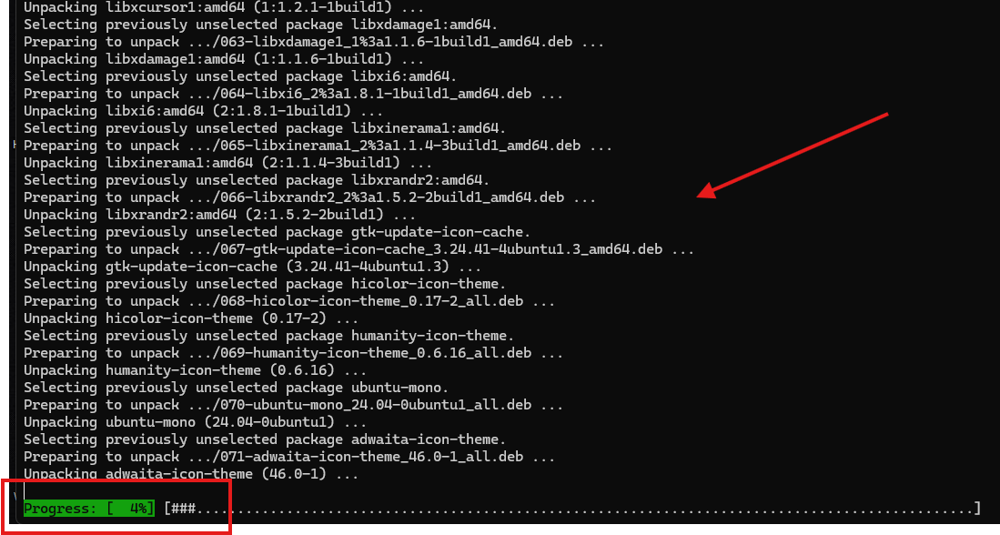 Unpacking libxcursor1:amd64 (1:1.2.1-1build1) ...
Selecting previously unselected package libxdamage1:amd64.
Preparing to unpack .../063-libxdamage1_1%3a1.1.6-1build1_amd64.deb ...
Unpacking libxdamage1:amd64 (1:1.1.6-1build1) ...
Selecting previously unselected package libxi6:amd64.
Preparing to unpack .../064-libxi6_2%3a1.8.1-1build1_amd64.deb ...
Unpacking libxi6:amd64 (2:1.8.1-1build1) ...
Selecting previously unselected package libxinerama1:amd64.
Preparing to unpack .../065-libxinerama1_2%3a1.1.4-3build1_amd64.deb ...
Unpacking libxinerama1:amd64 (2:1.1.4-3build1) ...
Selecting previously unselected package libxrandr2:amd64.
Preparing to unpack .../066-libxrandr2_2%3a1.5.2-2build1_amd64.deb ...
Unpacking libxrandr2:amd64 (2:1.5.2-2build1) ...
Selecting previously unselected package gtk-update-icon-cache.
Preparing to unpack .../067-gtk-update-icon-cache_3.24.41-4ubuntu1.3_amd64.deb ...
Unpacking gtk-update-icon-cache (3.24.41-4ubuntu1.3) ...
Selecting previously unselected package hicolor-icon-theme.
Preparing to unpack .../068-hicolor-icon-theme_0.17-2_all.deb ...
Unpacking hicolor-icon-theme (0.17-2) ...
Selecting previously unselected package humanity-icon-theme.
Preparing to unpack .../069-humanity-icon-theme_0.6.16_all.deb ...
Unpacking humanity-icon-theme (0.6.16) ...
Selecting previously unselected package ubuntu-mono.
Preparing to unpack .../070-ubuntu-mono_24.04-0ubuntu1_all.deb ...
Unpacking ubuntu-mono (24.04-0ubuntu1) ...
Selecting previously unselected package adwaita-icon-theme.
Preparing to unpack .../071-adwaita-icon-theme_46.0-1_all.deb ...
Unpacking adwaita-icon-theme (46.0-1) ...
Progress: [  4%] [###...............................................................................................]